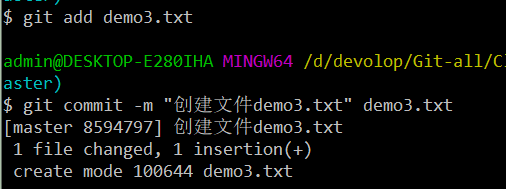 aster)
$ git add demo3.txt
admin@DESKTOP-E280IHA MINGW64 /d/devolop/Git-all/Cl
aster)
$ git commit -m "创建文件demo3.txt" demo3.txt
[master 8594797] 创建文件demo3.txt
1 file changed, 1 insertion(+)
create mode 100644 demo3.txt